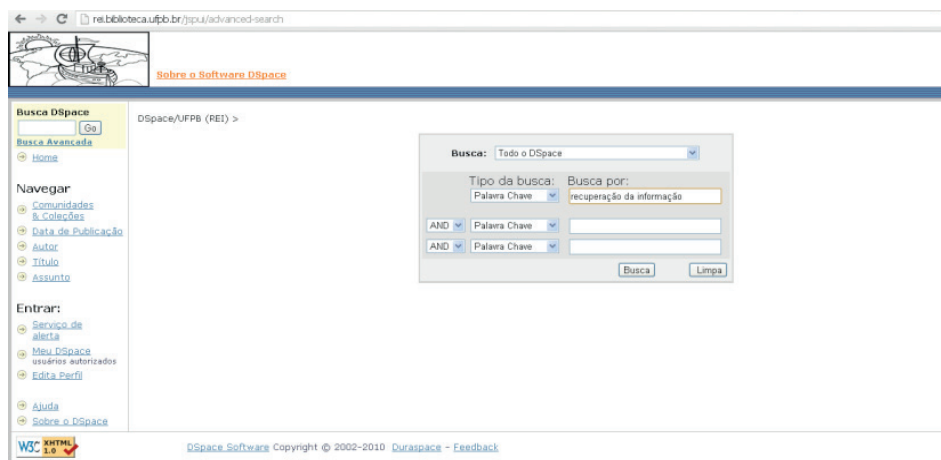 rei.biblioteca.ufpb.br/jspui/advanced-search
Sobre o Software DSpace
Busca DSpace
Go
Busca Avançada
Home
Navegar
Comunidades
& Coleções
Data de Publicação
Autor
Título
Assunto
Entrar:
Serviço de
alerta
Meu DSpace
usuários autorizados
Edita Perfil
Ajuda
Sobre o DSpace
DSpace/UFPB (REI) >
Busca: Todo o DSpace
Tipo da busca: Busca por:
Palavra Chave recuperação da informação
AND Palavra Chave
AND Palavra Chave
Busca Limpa
W3C XHTML 1.0
DSpace Software Copyright © 2002-2010 Duraspace - Feedback